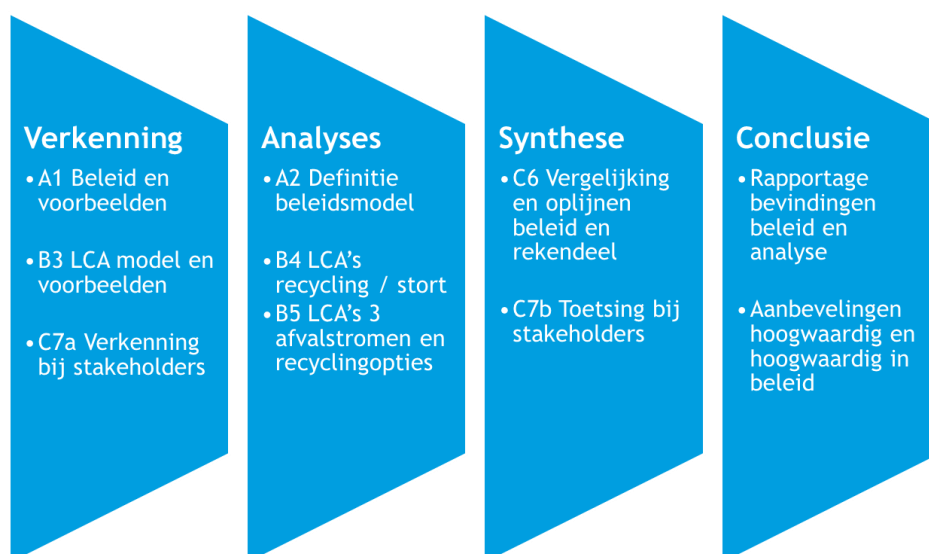 Verkenning
• A1 Beleid en
voorbeelden
• B3 LCA model en
voorbeelden
• C7a Verkenning
bij stakeholders
Analyses
• A2 Definitie
beleidsmodel
• B4 LCA's
recycling / stort
• B5 LCA's 3
afvalstromen en
recyclingopties
Synthese
• C6 Vergelijking
en oplijnen
beleid en
rekendeel
• C7b Toetsing bij
stakeholders
Conclusie
• Rapportage
bevindingen
beleid en
analyse
• Aanbevelingen
hoogwaardig en
hoogwaardig in
beleid